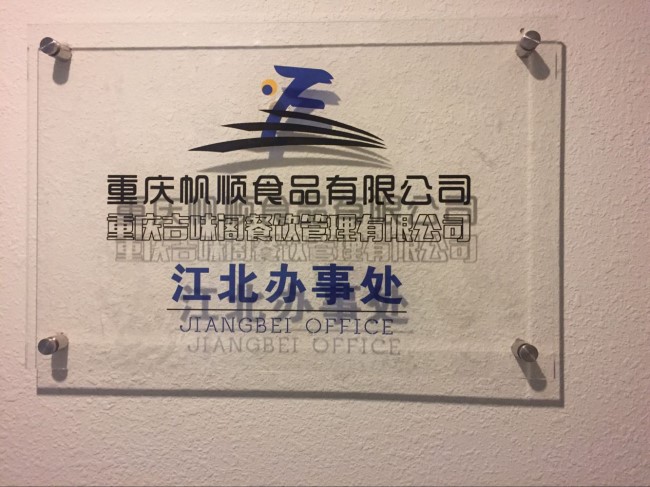 重庆帆顺食品有限公司
重庆吉味阁餐饮管理有限公司
江北办事处
JIANGBEI OFFICE